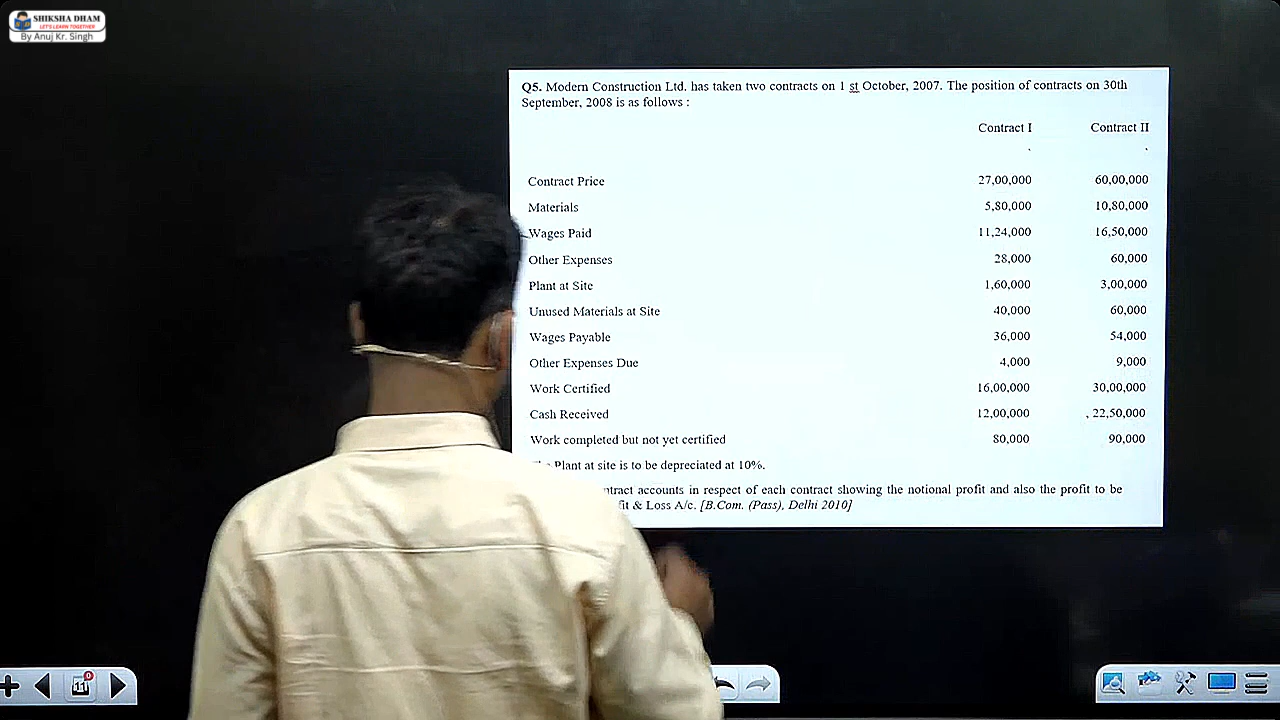 SHIKSHA DHAM
LET'S LEARN TOGETHER
By Anuj Kr. Singh
Q5. Modern Construction Ltd. has taken two contracts on 1 st October, 2007. The position of contracts on 30th
September, 2008 is as follows :
Contract I Contract II
Contract Price 27,00,000 60,00,000
Materials 5,80,000 10,80,000
Wages Paid 11,24,000 16,50,000
Other Expenses 28,000 60,000
Plant at Site 1,60,000 3,00,000
Unused Materials at Site 40,000 60,000
Wages Payable 36,000 54,000
Other Expenses Due 4,000 9,000
Work Certified 16,00,000 30,00,000
Cash Received 12,00,000 , 22,50,000
Work completed but not yet certified 80,000 90000
Plant at site is to be depreciated at 10%.
accounts in respect of each contract showing the notional profit and also the profit to be
& Loss A/c. [B.Com. (Pass), Delhi 2010]
11
0